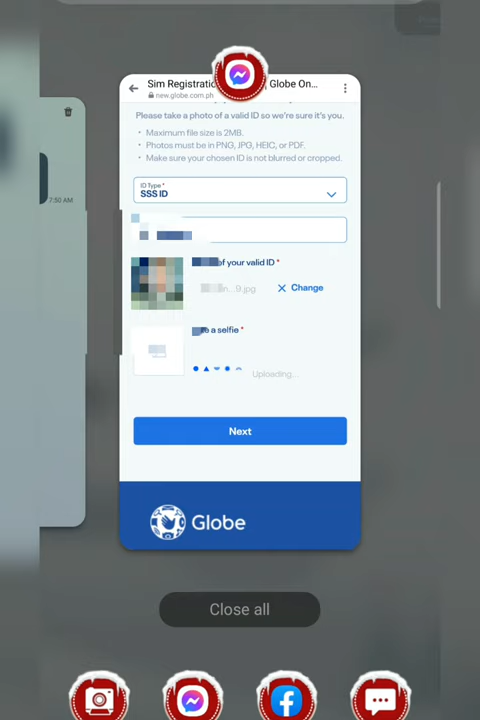 Sim Registration
Globe On...
new.globe.com.ph
Please take a photo of a valid ID so we're sure it's you.
• Maximum file size is 2MB.
• Photos must be in PNG, JPG, HEIC, or PDF.
• Make sure your chosen ID is not blurred or cropped.
ID Type *
SSS ID
7:50 AM
of your valid ID *
...9.jpg
Change
a selfie *
Uploading...
Next
Globe
Close all